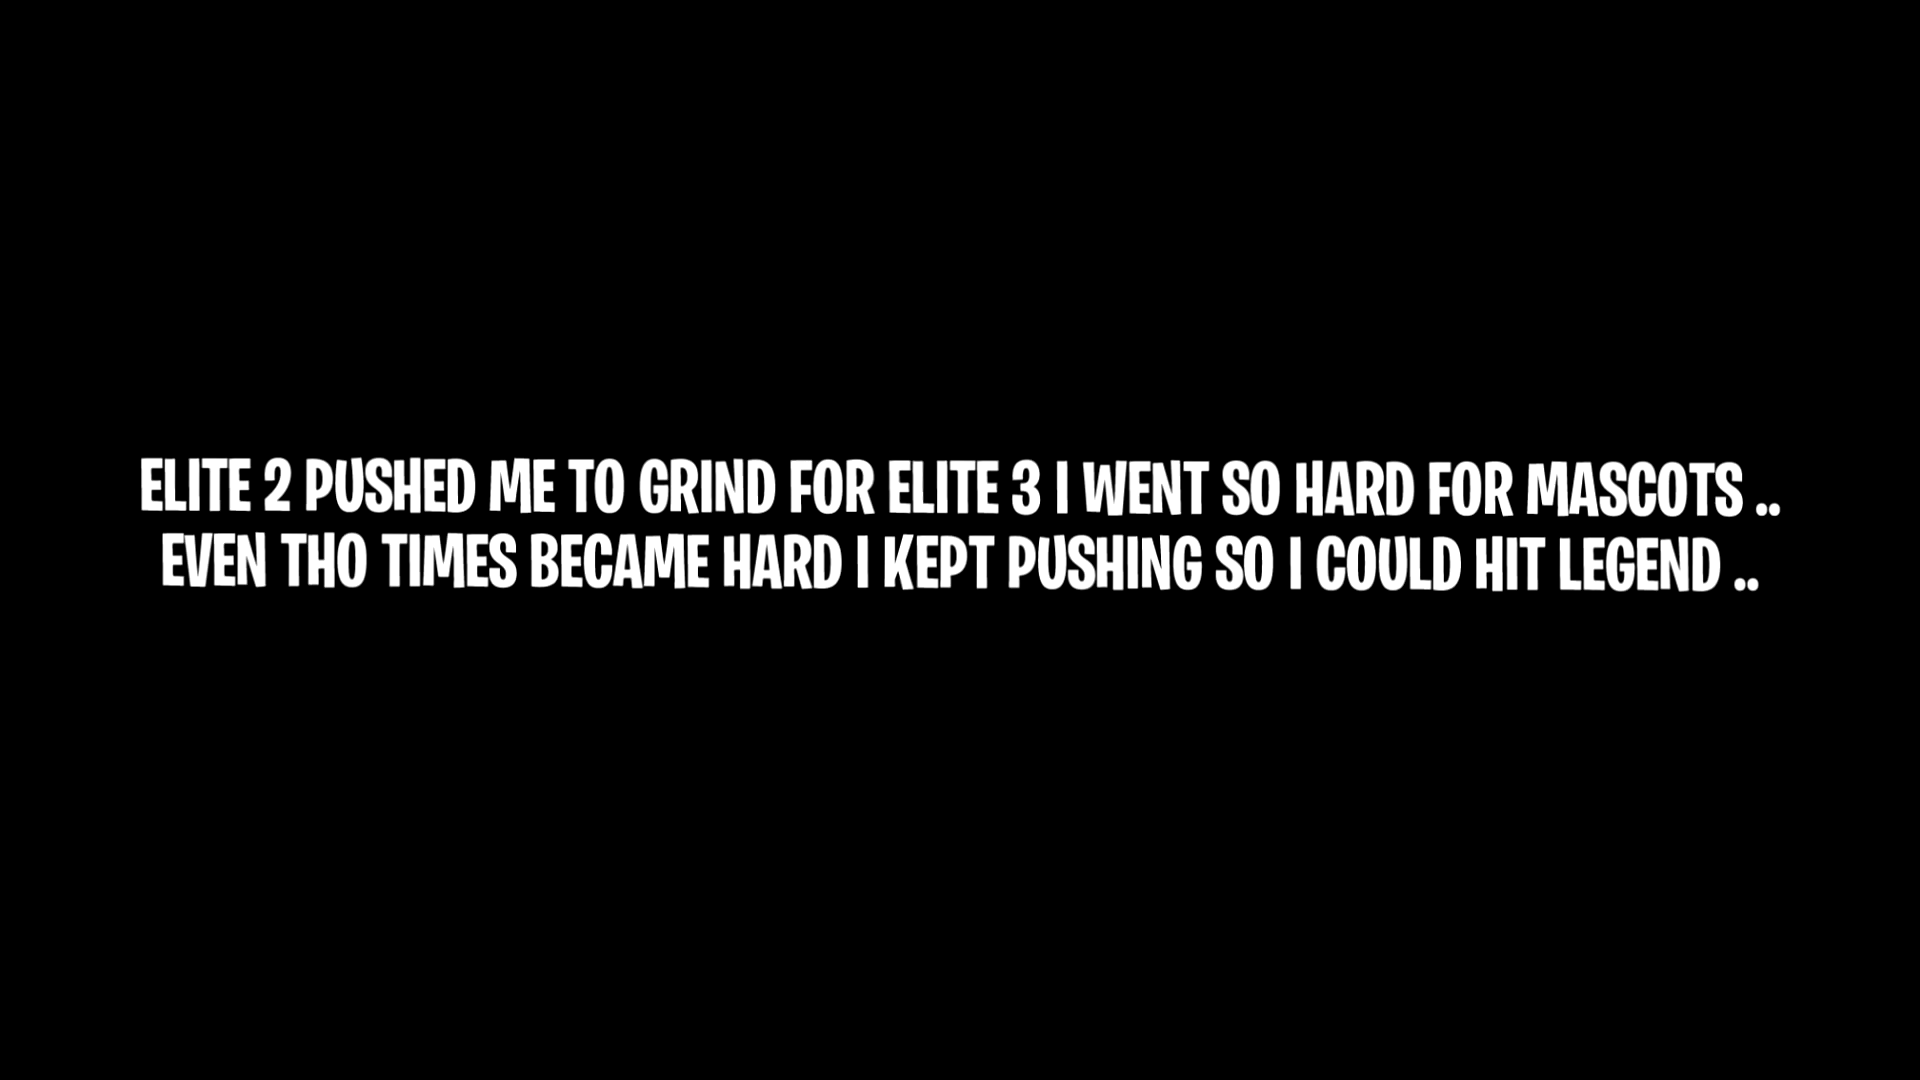 ELITE 2 PUSHED ME TO GRIND FOR ELITE 3 I WENT SO HARD FOR MASCOTS ..
EVEN THO TIMES BECAME HARD I KEPT PUSHING SO I COULD HIT LEGEND ..